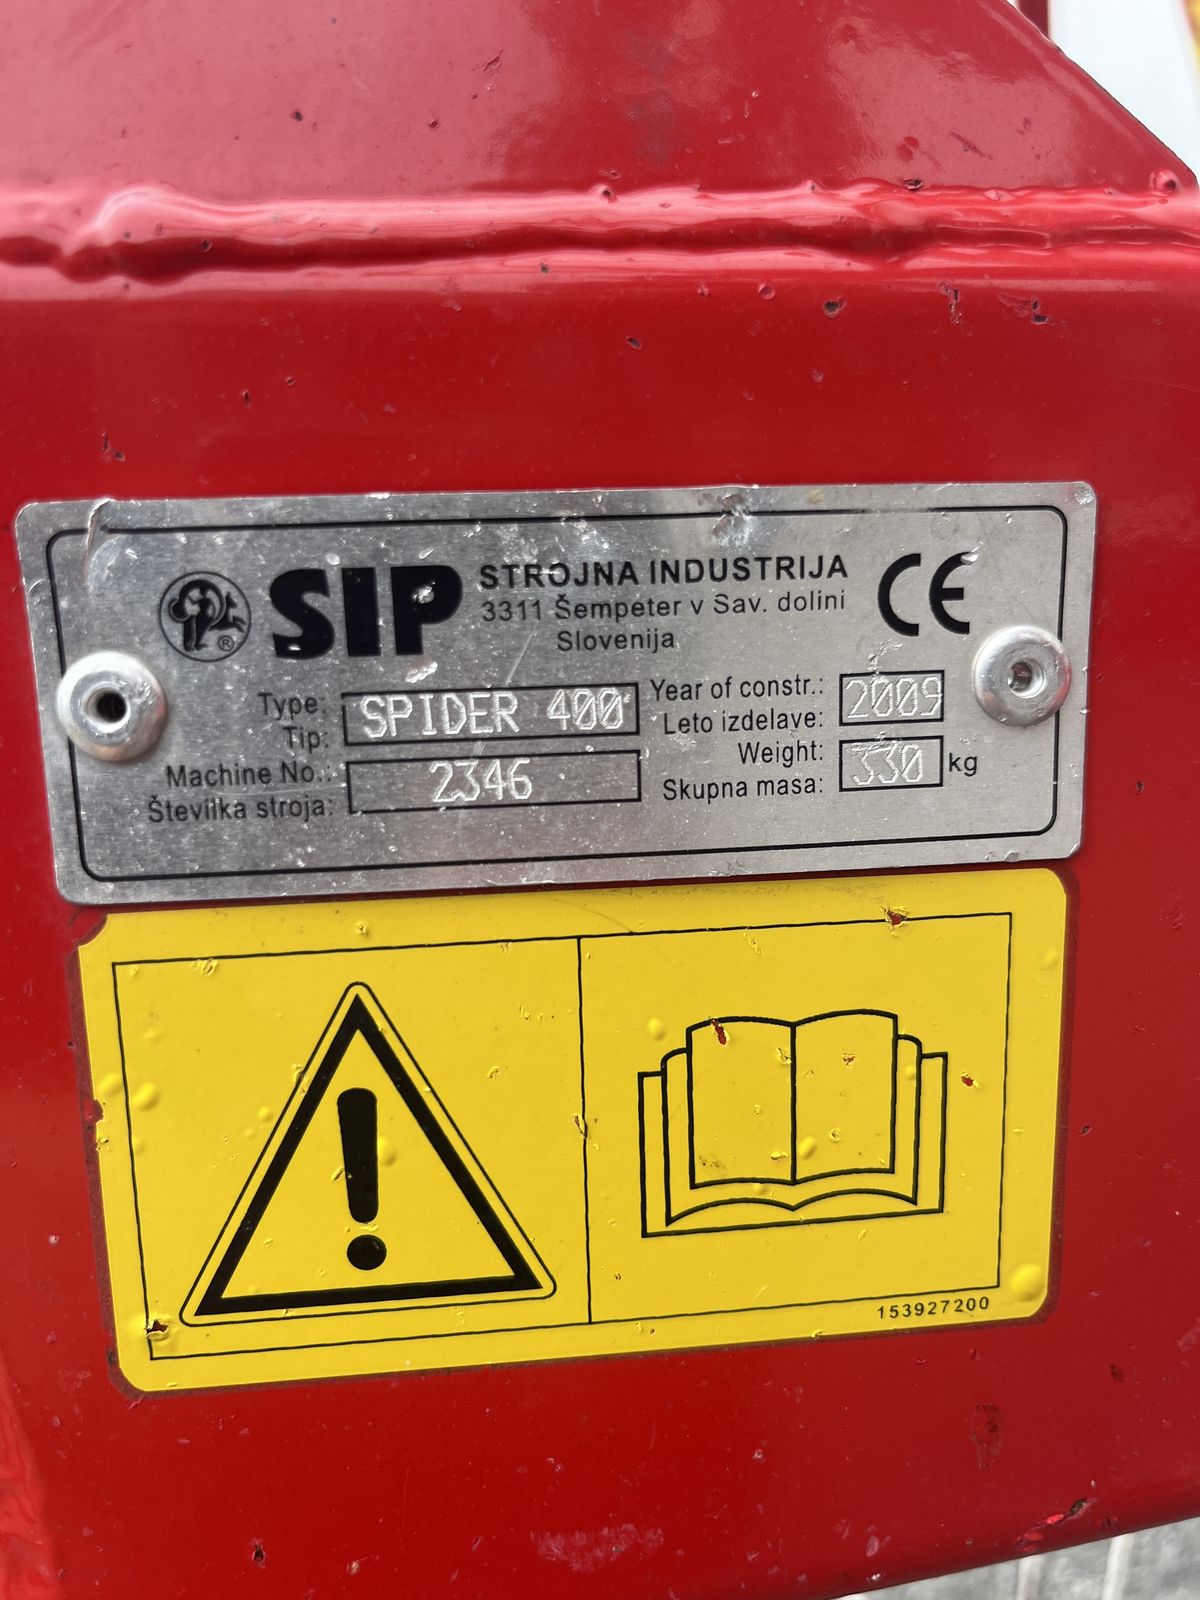 SIP STROJNA INDUSTRIJA CE
3311 Šempeter v Sav. dolini
Slovenija
®
Type: SPIDER 400
Tip:
Year of constr.: 2009
Leto izdelave:
Machine No.: 2346
Številka stroja:
Weight: 330 kg
Skupna masa:
153927200